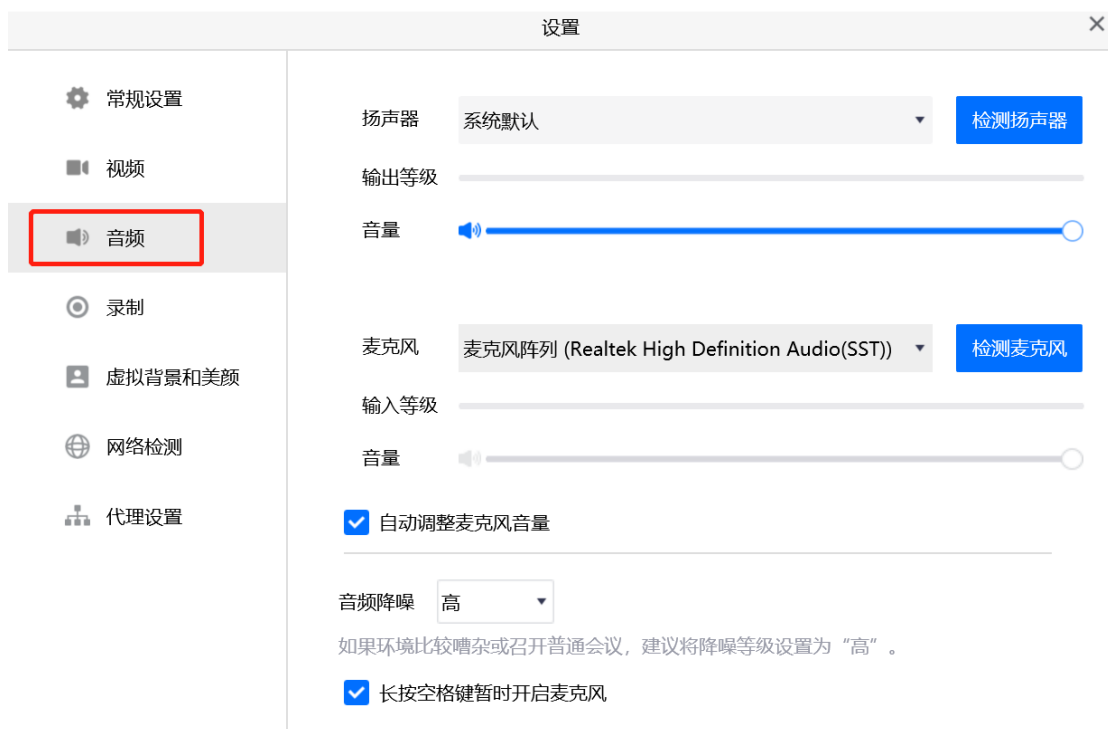 设置
常规设置
视频
音频
录制
虚拟背景和美颜
网络检测
代理设置
扬声器 系统默认 检测扬声器
输出等级
音量
麦克风 麦克风阵列 (Realtek High Definition Audio(SST)) 检测麦克风
输入等级
音量
自动调整麦克风音量
音频降噪 高
如果环境比较嘈杂或召开普通会议，建议将降噪等级设置为“高”。
长按空格键暂时开启麦克风